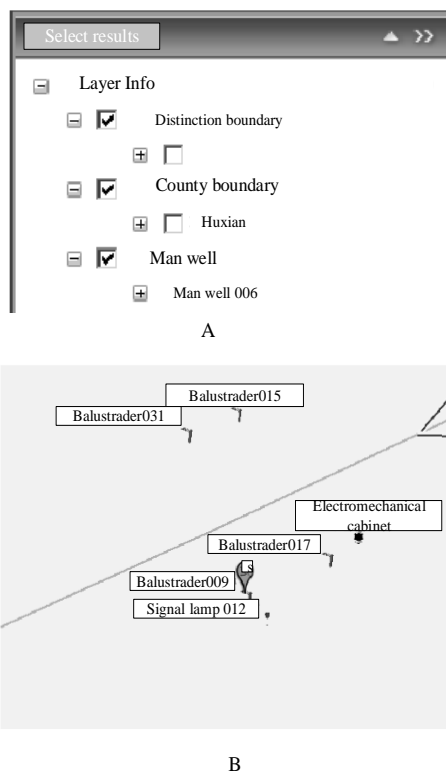 Select results
Layer Info
Distinction boundary
County boundary
Huxian
Man well
Man well 006
A
Balustrader015
Balustrader031
Electromechanical
cabinet
Balustrader017
Balustrader009
Signal lamp 012
B